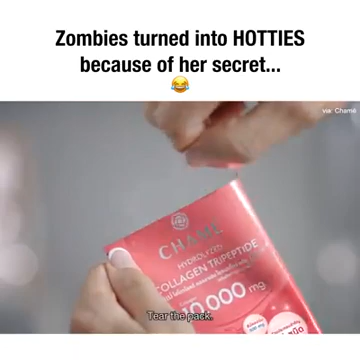 Zombies turned into HOTTIES
because of her secret...
via: Chamé
CHAMÉ
HYDROLYZED
COLLAGEN TRIPEPTIDE
10,000 mg
Tear the pack.